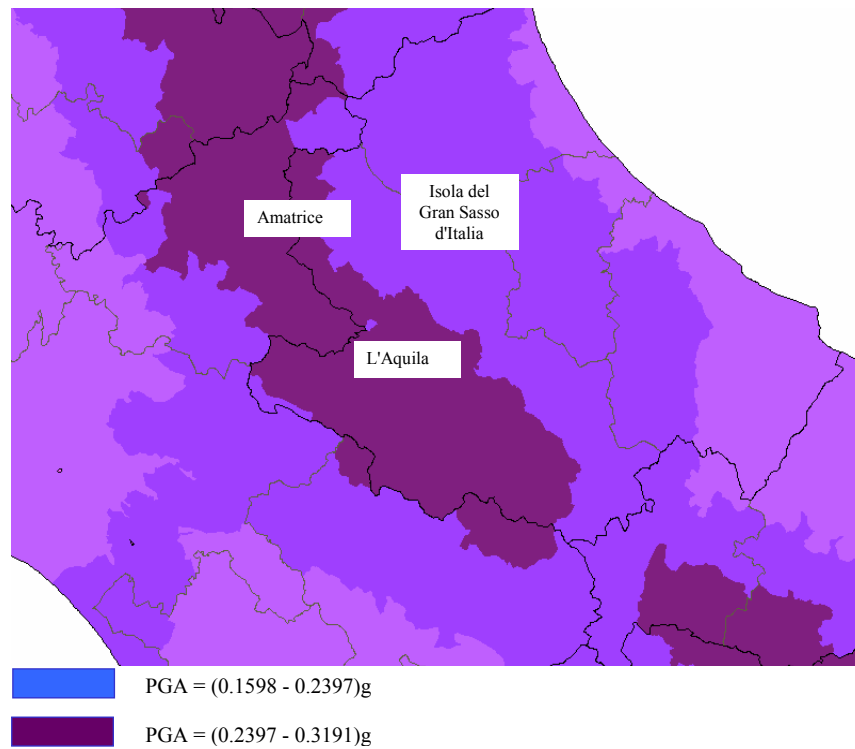 Isola del
Gran Sasso
d'Italia
Amatrice
L'Aquila
PGA = (0.1598 - 0.2397)g
PGA = (0.2397 - 0.3191)g